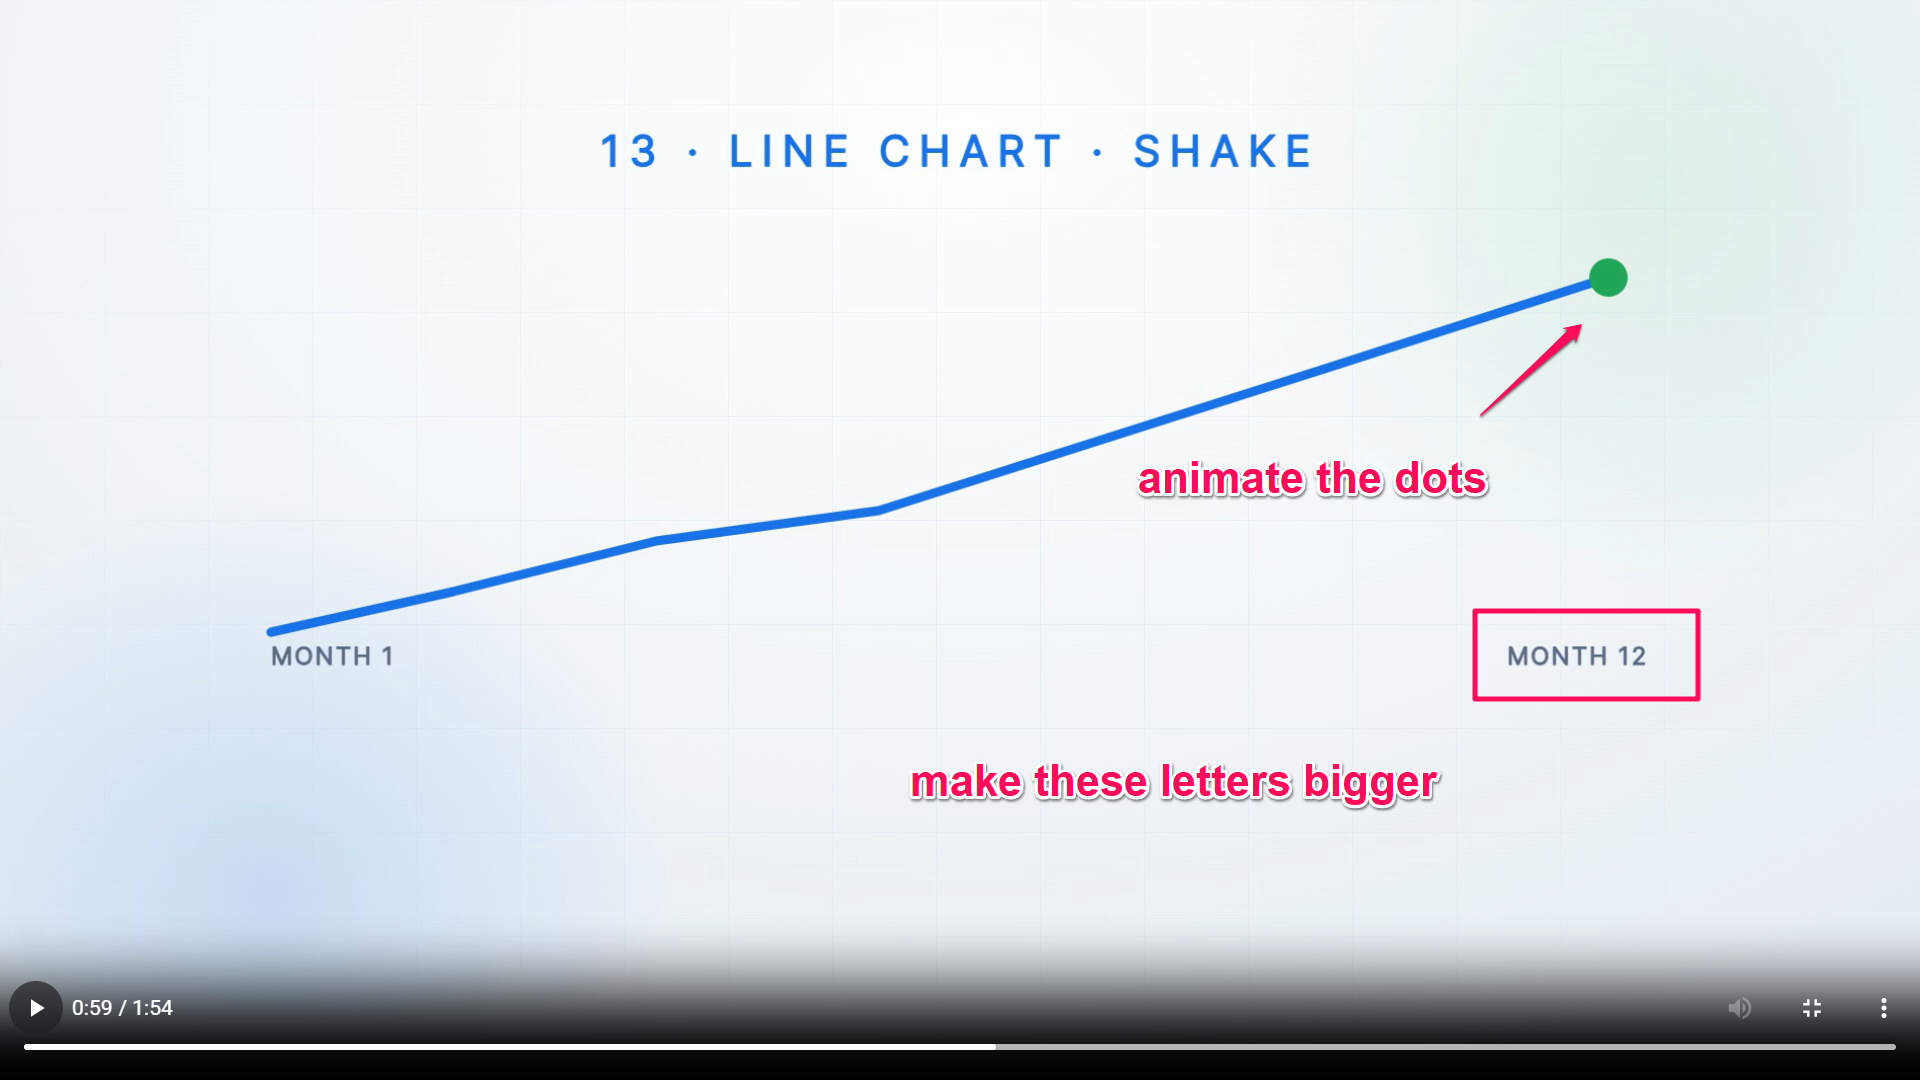 13 · LINE CHART · SHAKE
animate the dots
MONTH 1
MONTH 12
make these letters bigger
0:59 / 1:54